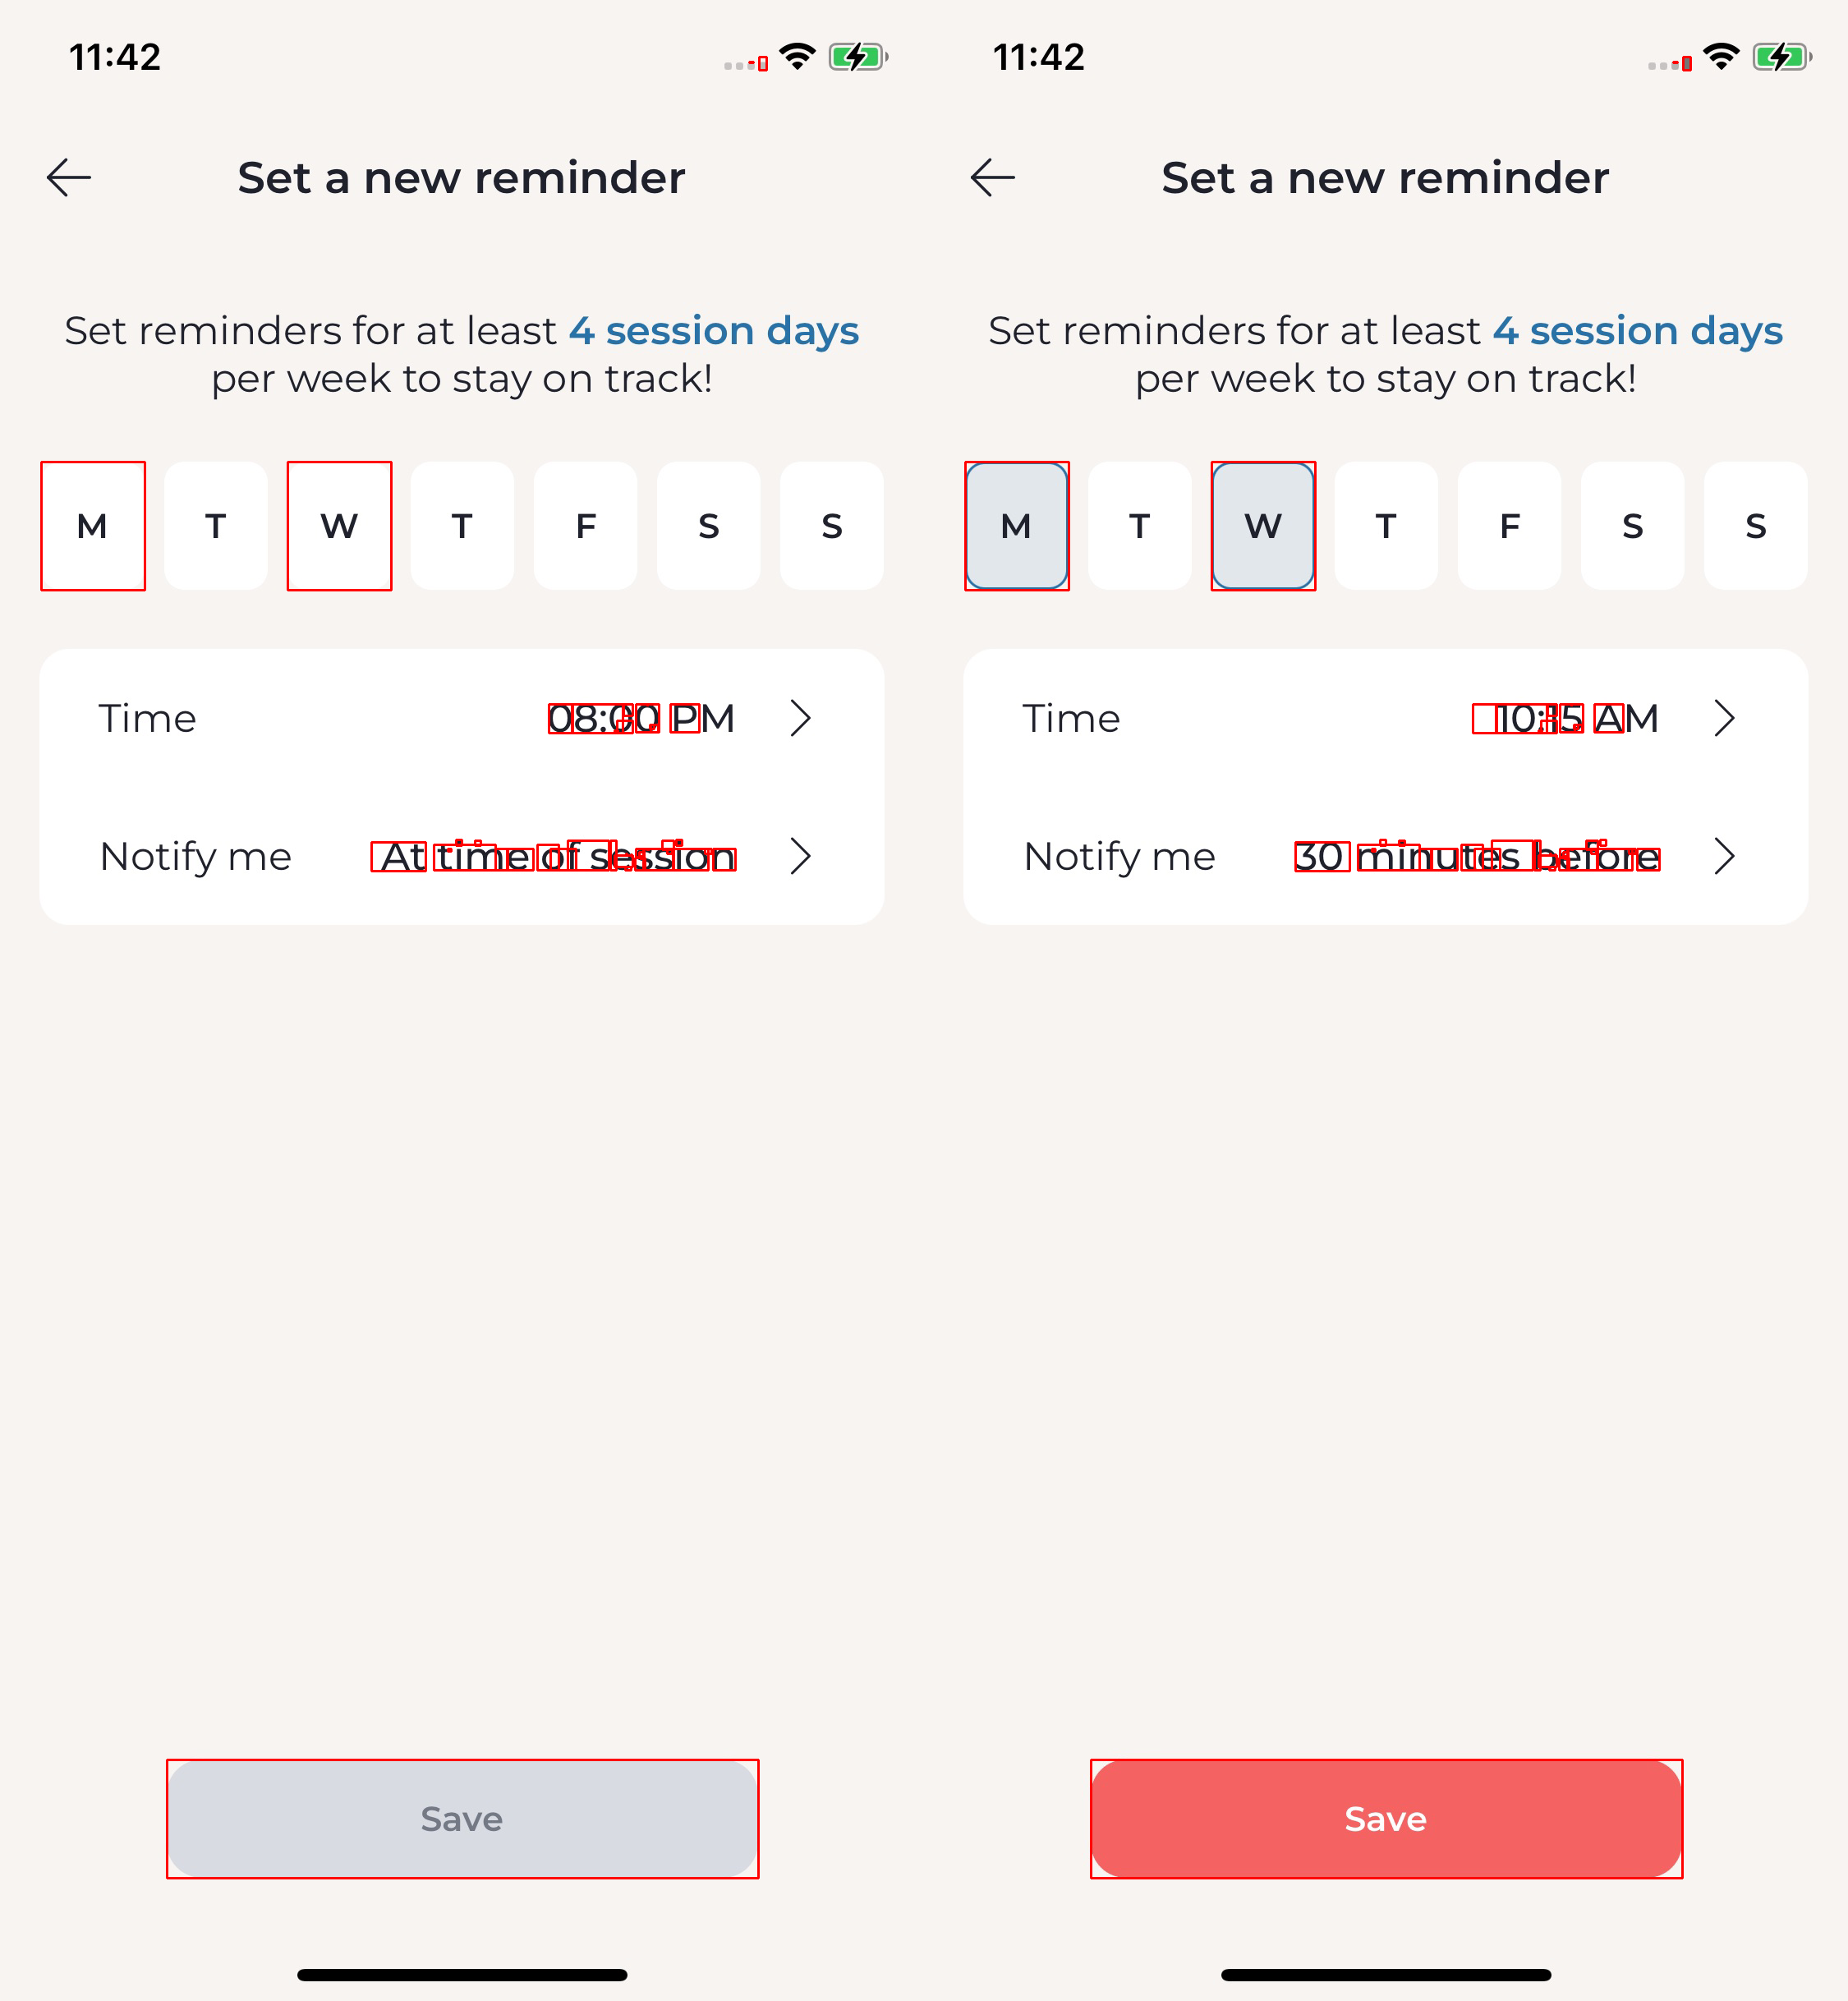 11:42
Set a new reminder
Set reminders for at least 4 session days
per week to stay on track!
M T W T F S S
Time 08:00 PM
Notify me At time of session
Save
11:42
Set a new reminder
Set reminders for at least 4 session days
per week to stay on track!
M T W T F S S
Time 10:15 AM
Notify me 30 minutes before
Save